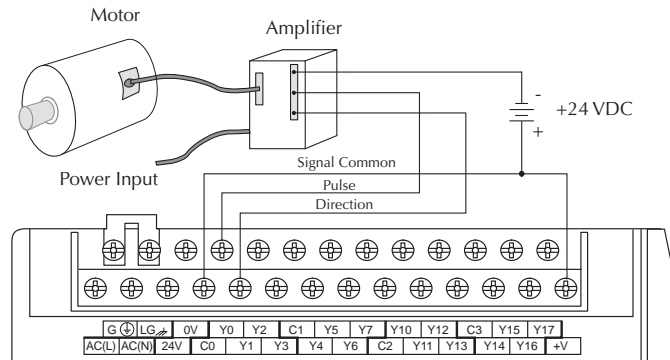 Motor
Amplifier
-
+24 VDC
+
Signal Common
Power Input
Pulse
Direction
G LG 0V Y0 Y2 C1 Y5 Y7 Y10 Y12 C3 Y15 Y17
AC(L) AC(N) 24V C0 Y1 Y3 Y4 Y6 C2 Y11 Y13 Y14 Y16 +V